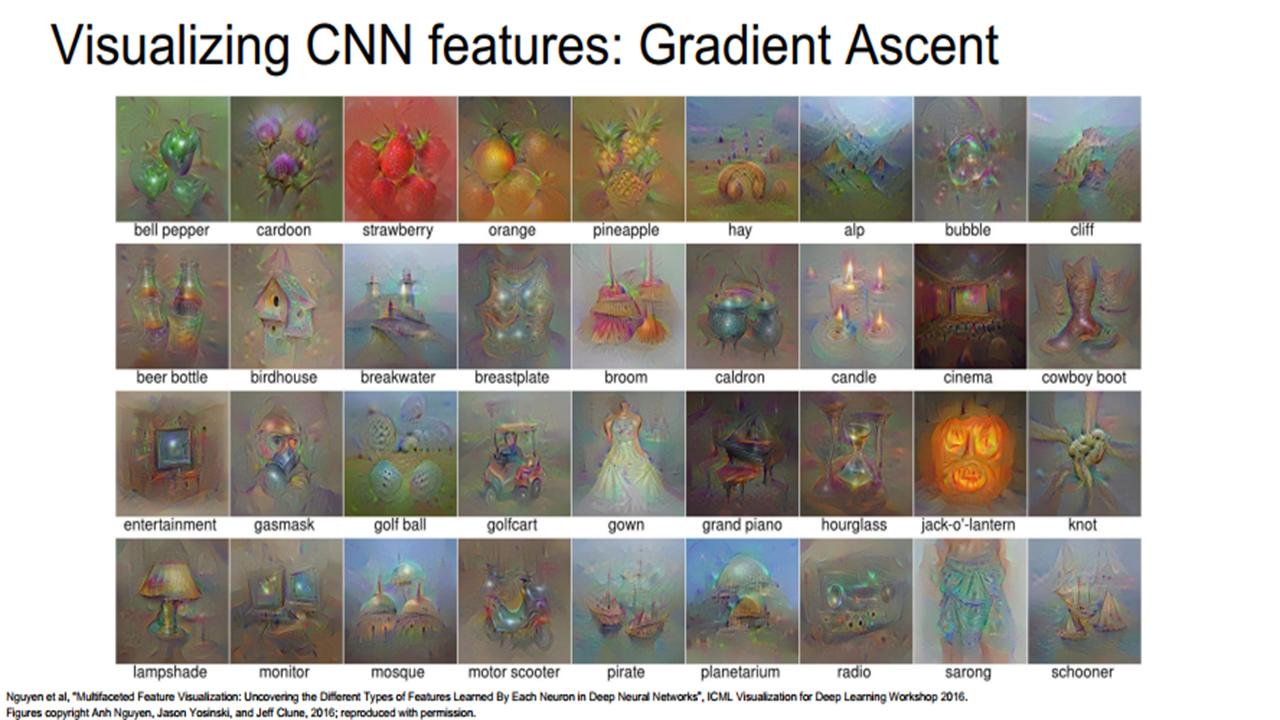 Visualizing CNN features: Gradient Ascent
bell pepper cardoon strawberry orange pineapple hay alp bubble cliff
beer bottle birdhouse breakwater breastplate broom caldron candle cinema cowboy boot
entertainment gasmask golf ball golfcart gown grand piano hourglass jack-o'-lantern knot
lampshade monitor mosque motor scooter pirate planetarium radio sarong schooner
Nguyen et al, "Multifaceted Feature Visualization: Uncovering the Different Types of Features Learned By Each Neuron in Deep Neural Networks", ICML Visualization for Deep Learning Workshop 2016.
Figures copyright Anh Nguyen, Jason Yosinski, and Jeff Clune, 2016; reproduced with permission.